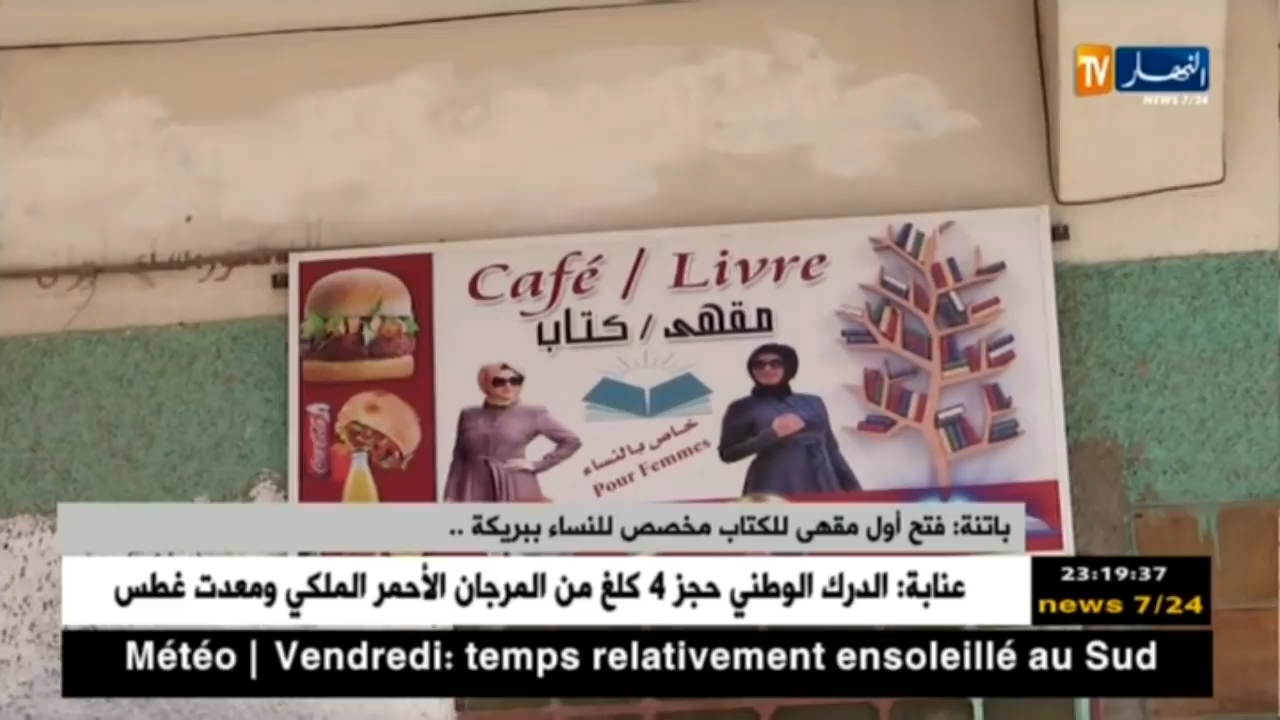 TV النهار
NEWS 7/24
Café / Livre
مقهى / كتاب
خاص بالنساء
Pour Femmes
باتنة: فتح أول مقهى للكتاب مخصص للنساء ببريكة ..
عنابة: الدرك الوطني حجز 4 كلغ من المرجان الأحمر الملكي ومعدت غطس
23:19:37
news 7/24
Météo | Vendredi: temps relativement ensoleillé au Sud